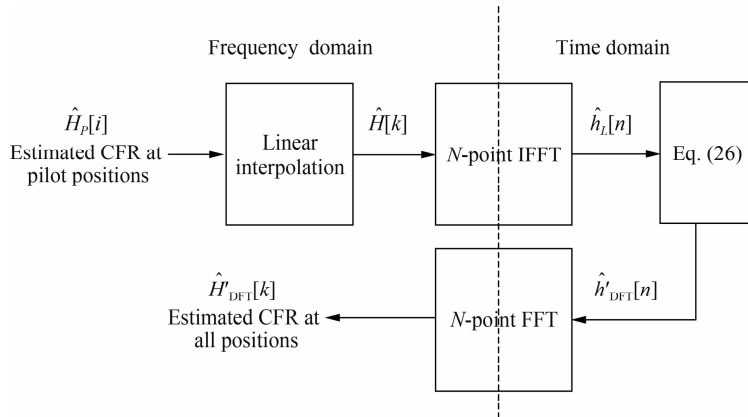 Frequency domain
Time domain
Ĥ_P[i]
Estimated CFR at
pilot positions
Linear
interpolation
Ĥ[k]
N-point IFFT
ĥ_L[n]
Eq. (26)
Ĥ'_DFT[k]
Estimated CFR at
all positions
N-point FFT
ĥ'_DFT[n]